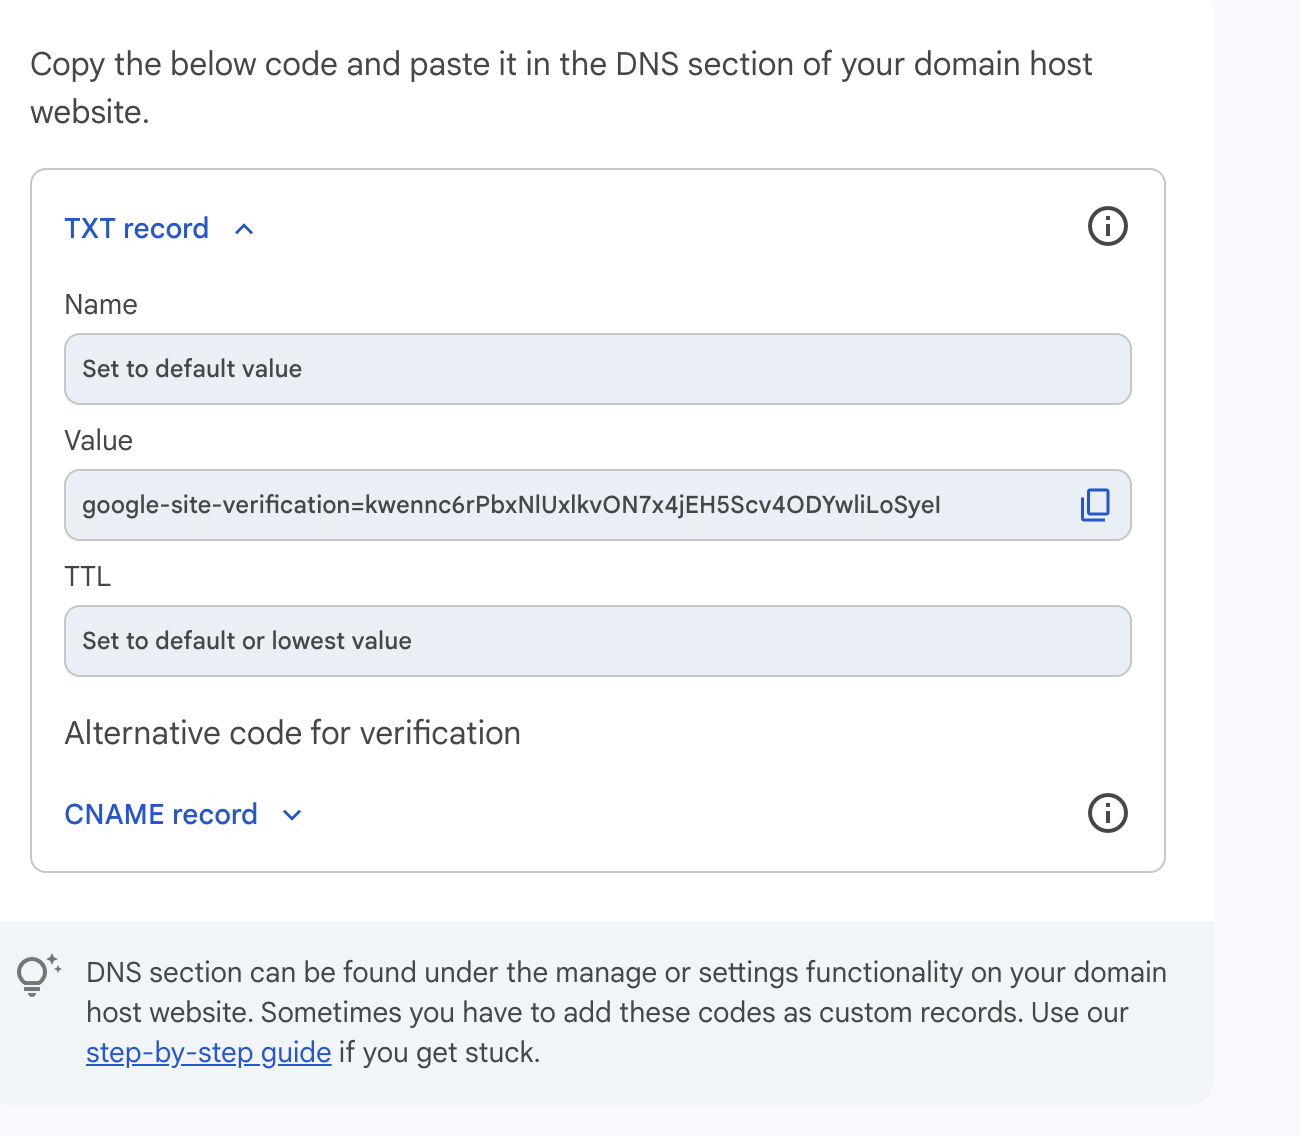 Copy the below code and paste it in the DNS section of your domain host
website.
TXT record
Name
Set to default value
Value
google-site-verification=kwennc6rPbxNlUxlkvON7x4jEH5Scv4ODYwliLoSyeI
TTL
Set to default or lowest value
Alternative code for verification
CNAME record
DNS section can be found under the manage or settings functionality on your domain
host website. Sometimes you have to add these codes as custom records. Use our
step-by-step guide if you get stuck.